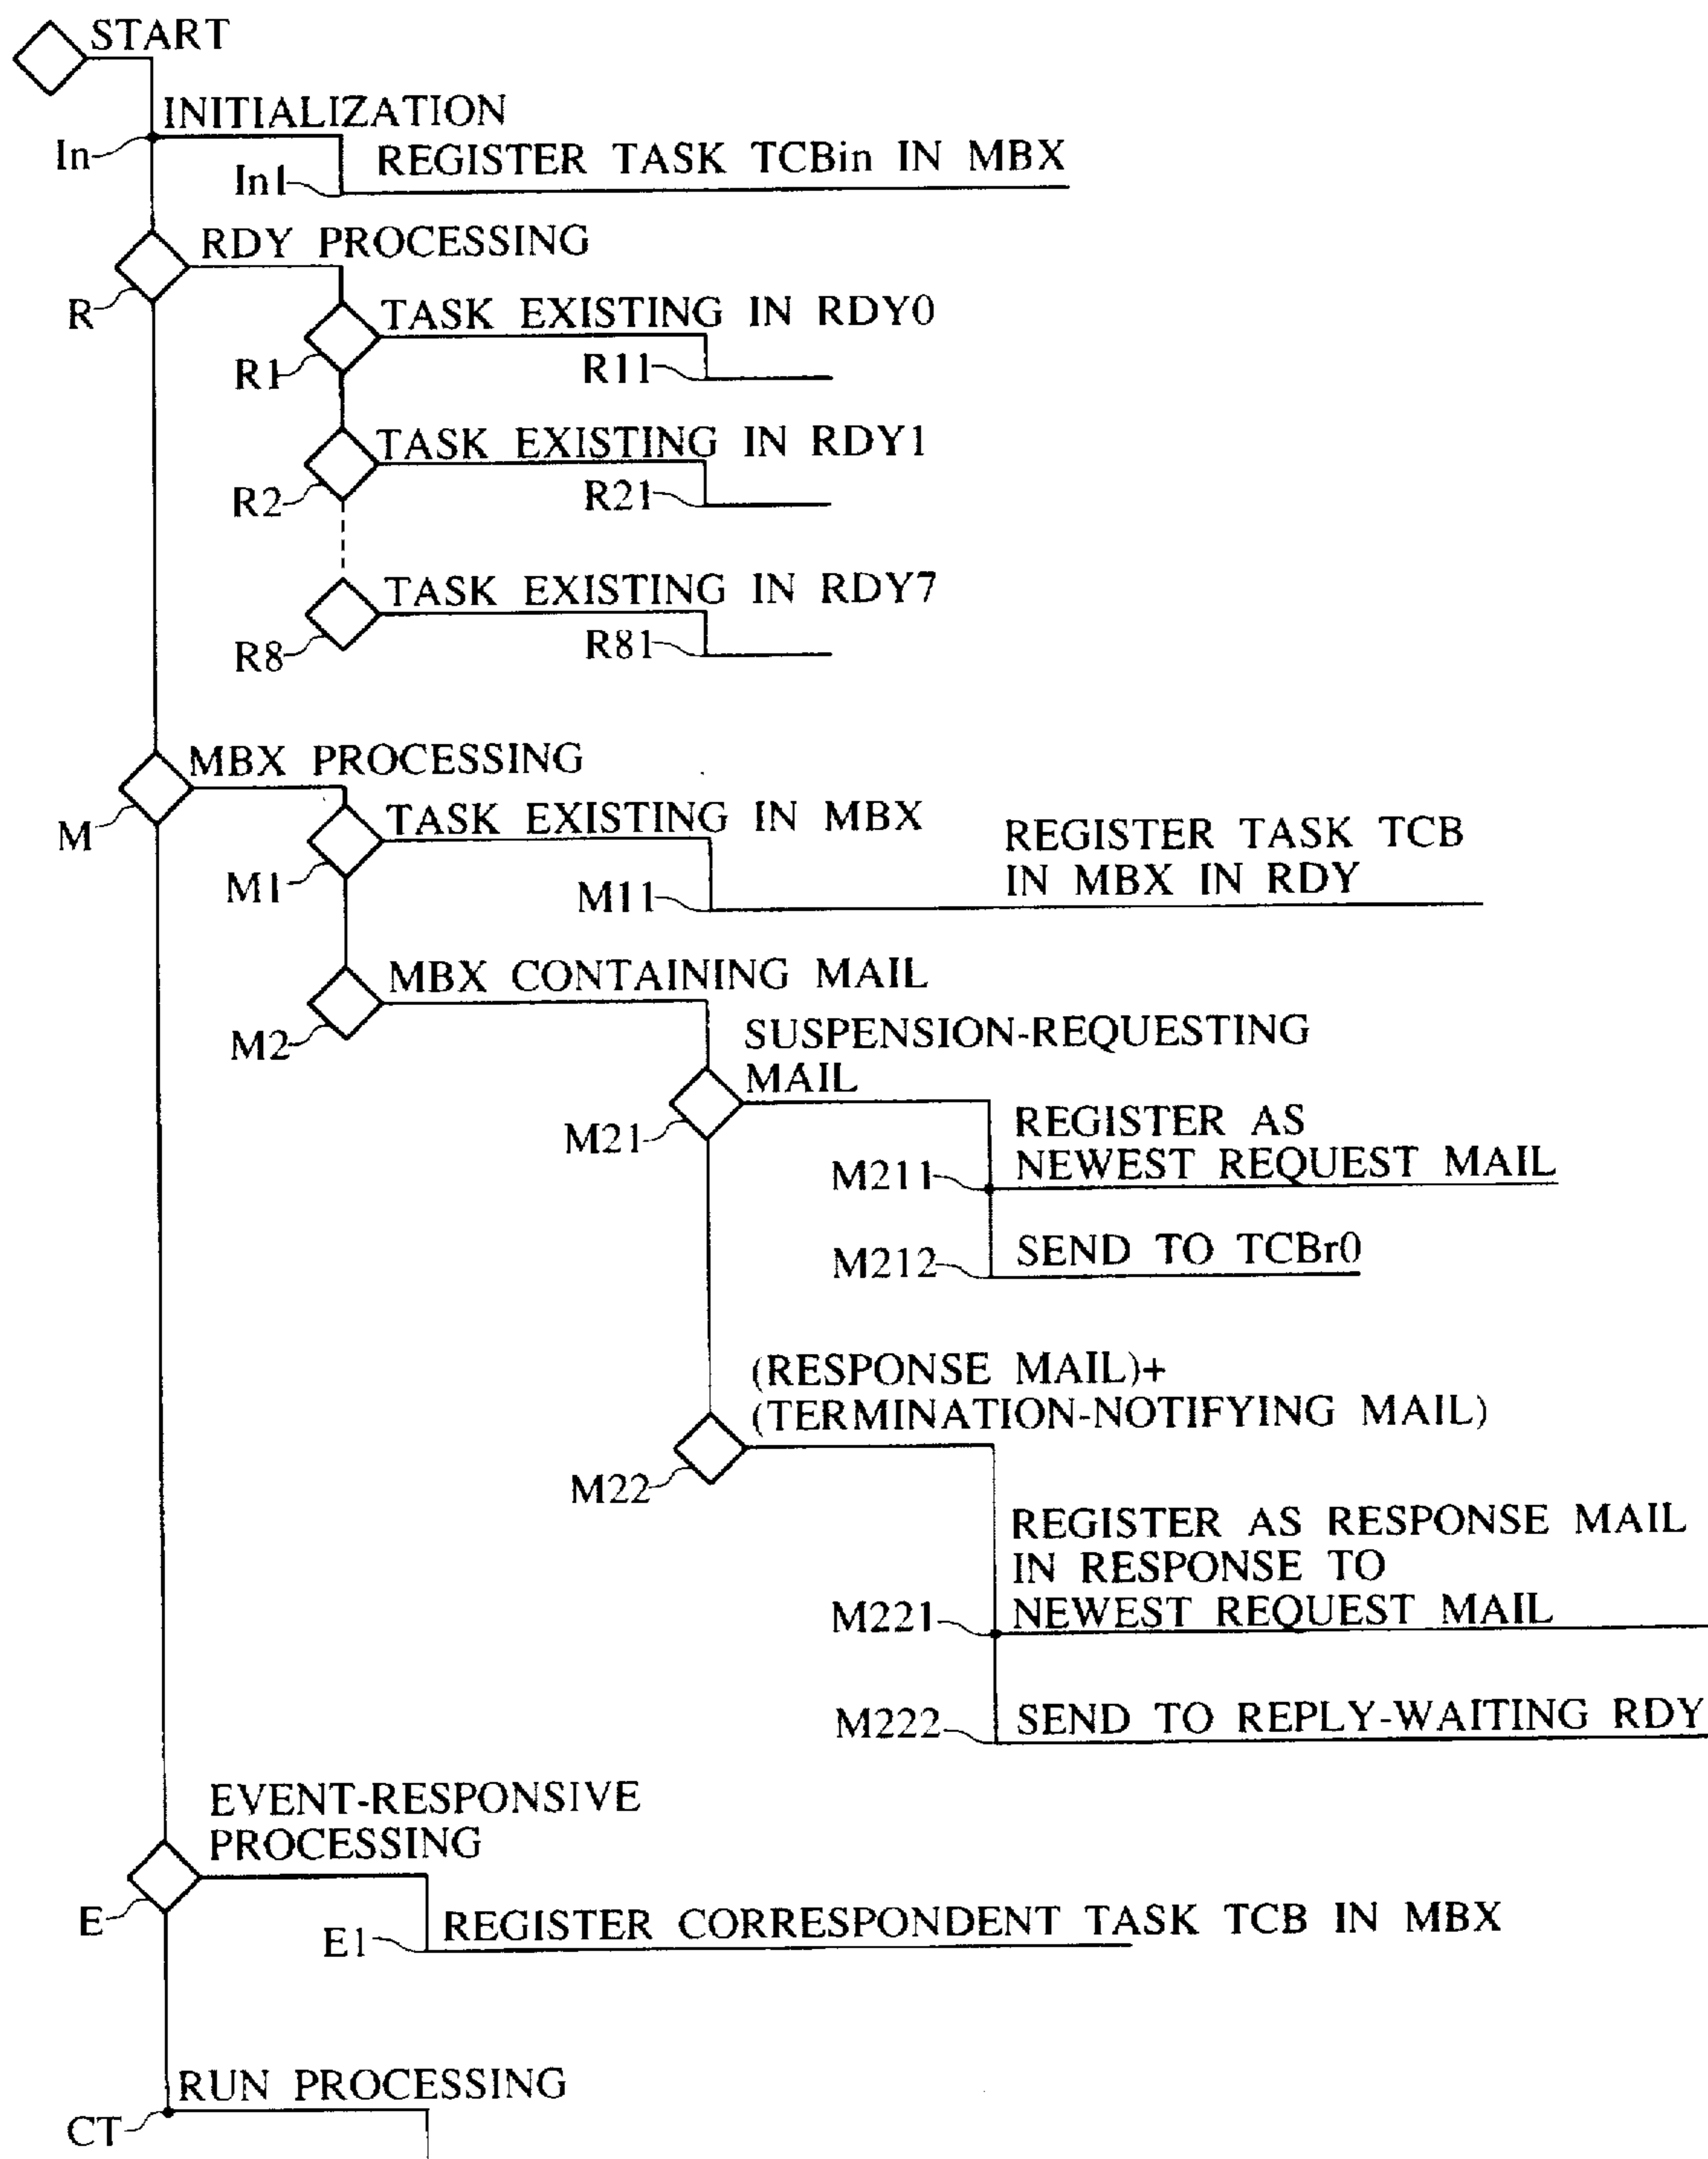 START
INITIALIZATION
In
REGISTER TASK TCBin IN MBX
In1
RDY PROCESSING
R
TASK EXISTING IN RDY0
R1
R11
TASK EXISTING IN RDY1
R2
R21
TASK EXISTING IN RDY7
R8
R81
MBX PROCESSING
M
TASK EXISTING IN MBX
M1
REGISTER TASK TCB
IN MBX IN RDY
M11
MBX CONTAINING MAIL
M2
SUSPENSION-REQUESTING
MAIL
M21
REGISTER AS
NEWEST REQUEST MAIL
M211
SEND TO TCBr0
M212
(RESPONSE MAIL)+
(TERMINATION-NOTIFYING MAIL)
M22
REGISTER AS RESPONSE MAIL
IN RESPONSE TO
NEWEST REQUEST MAIL
M221
SEND TO REPLY-WAITING RDY
M222
EVENT-RESPONSIVE
PROCESSING
E
REGISTER CORRESPONDENT TASK TCB IN MBX
E1
RUN PROCESSING
CT